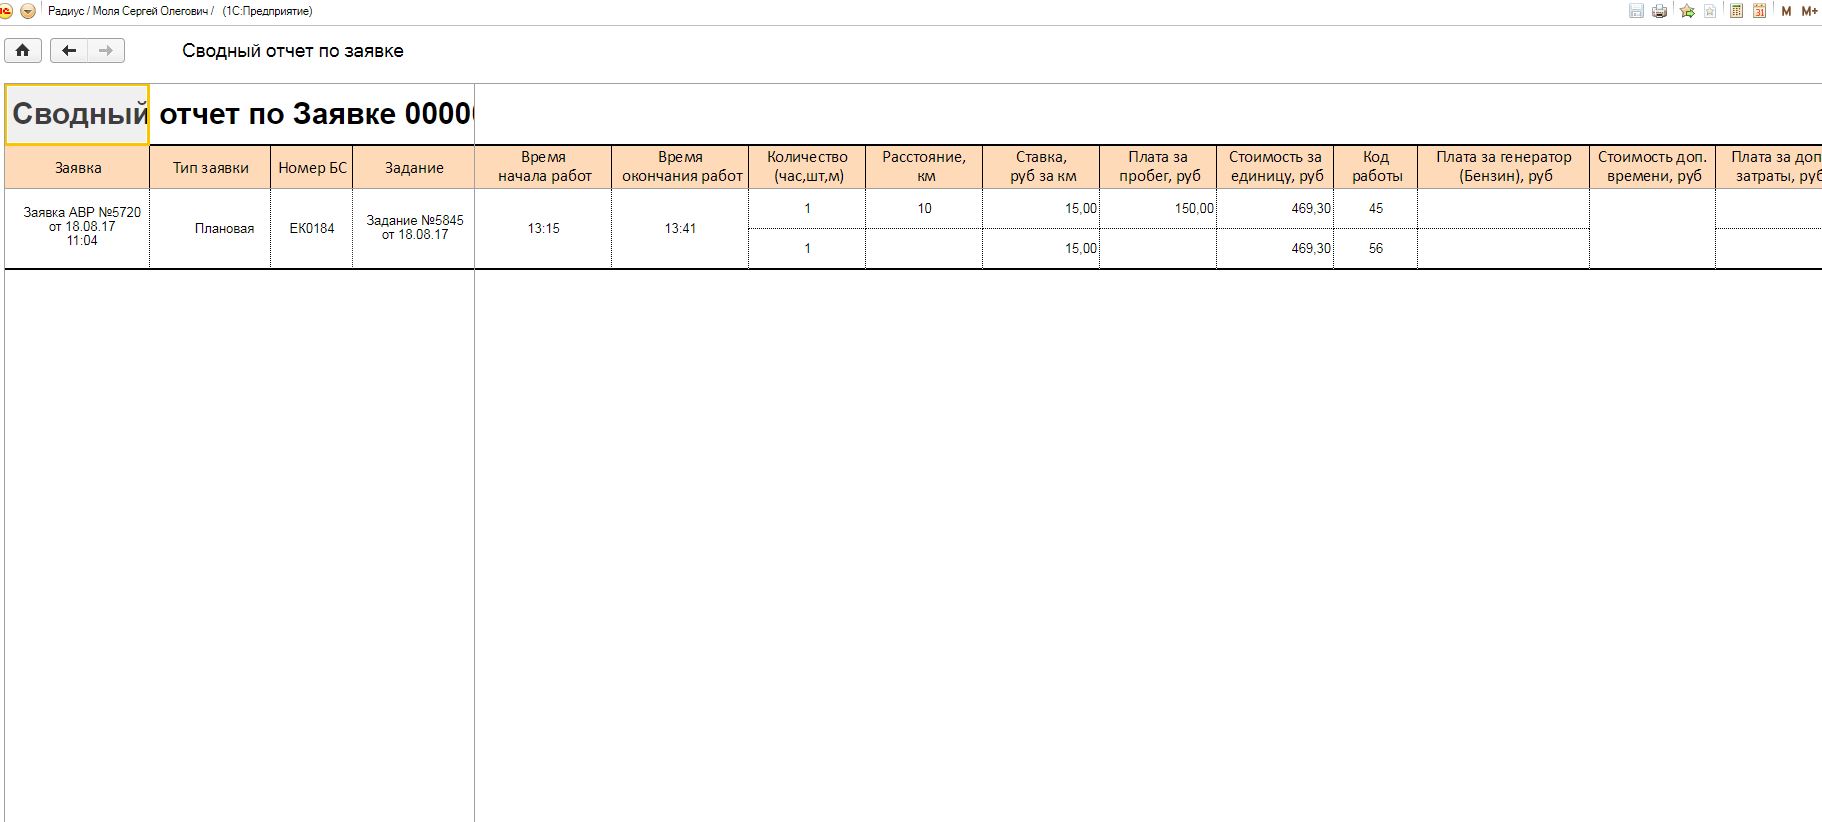 Радиус / Моля Сергей Олегович / (1С:Предприятие)
M M+
Сводный отчет по заявке
Сводный отчет по Заявке 0000
Заявка
Тип заявки
Номер БС
Задание
Время
начала работ
Время
окончания работ
Количество
(час,шт,м)
Расстояние,
км
Ставка,
руб за км
Плата за
пробег, руб
Стоимость за
единицу, руб
Код
работы
Плата за генератор
(Бензин), руб
Стоимость доп.
времени, руб
Плата за доп
затраты, руб
Заявка АВР №5720
от 18.08.17
11:04
Плановая
ЕК0184
Задание №5845
от 18.08.17
13:15
13:41
1
10
15,00
150,00
469,30
45
1
15,00
469,30
56